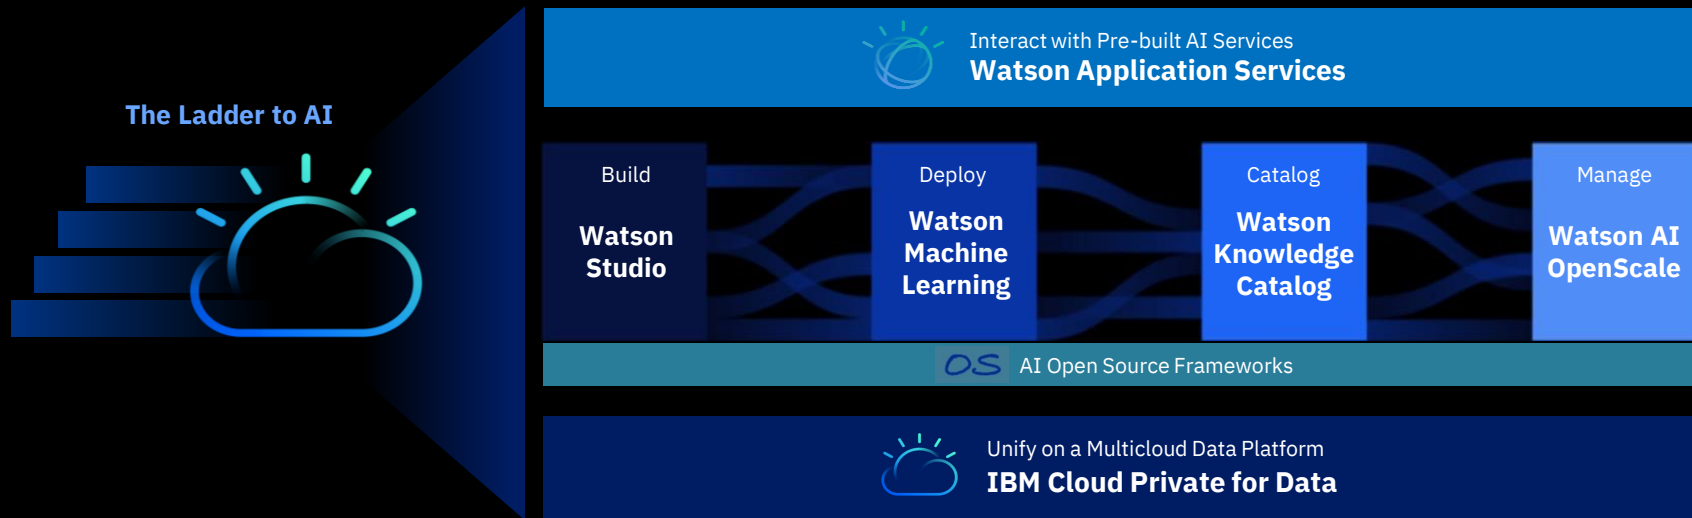 The Ladder to AI
Interact with Pre-built AI Services
Watson Application Services
Build
Watson
Studio
Deploy
Watson
Machine
Learning
Catalog
Watson
Knowledge
Catalog
Manage
Watson AI
OpenScale
OS AI Open Source Frameworks
Unify on a Multicloud Data Platform
IBM Cloud Private for Data